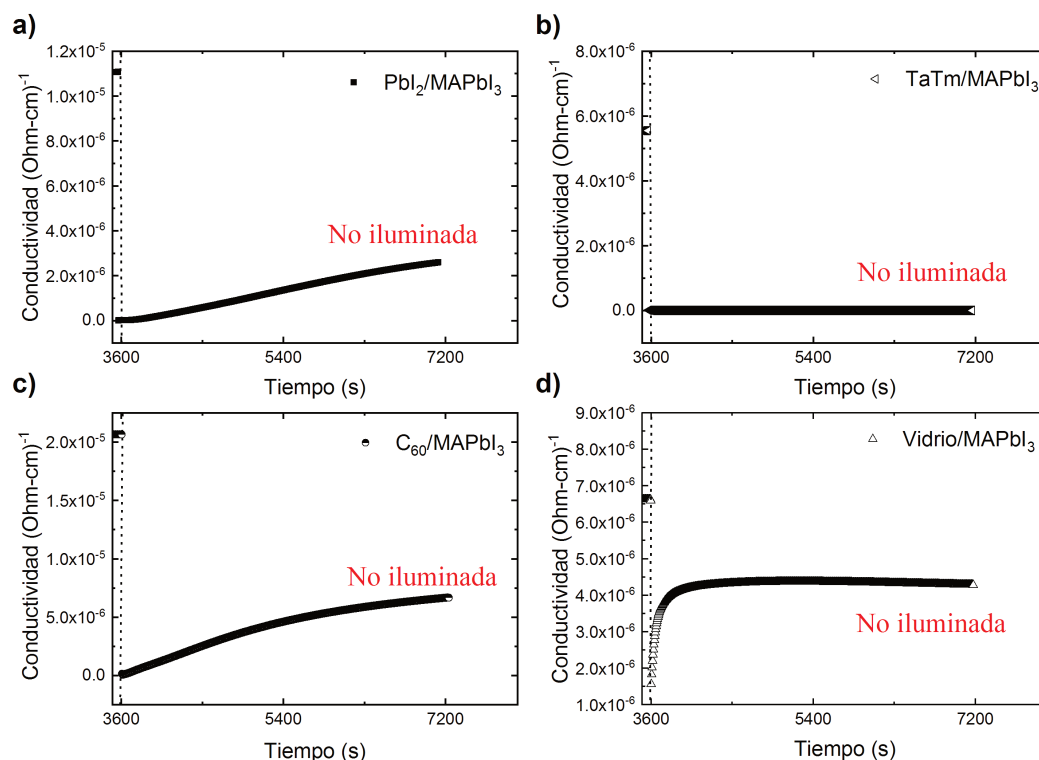 a)
1.2x10⁻⁵
1.0x10⁻⁵
8.0x10⁻⁶
6.0x10⁻⁶
4.0x10⁻⁶
2.0x10⁻⁶
0.0
Conductividad (Ohm-cm)⁻¹
PbI₂/MAPbI₃
No iluminada
3600 5400 7200
Tiempo (s)
b)
8.0x10⁻⁶
6.0x10⁻⁶
4.0x10⁻⁶
2.0x10⁻⁶
0.0
Conductividad (Ohm-cm)⁻¹
TaTm/MAPbI₃
No iluminada
3600 5400 7200
Tiempo (s)
c)
2.0x10⁻⁵
1.5x10⁻⁵
1.0x10⁻⁵
5.0x10⁻⁶
0.0
Conductividad (Ohm-cm)⁻¹
C₆₀/MAPbI₃
No iluminada
3600 5400 7200
Tiempo (s)
d)
9.0x10⁻⁶
8.0x10⁻⁶
7.0x10⁻⁶
6.0x10⁻⁶
5.0x10⁻⁶
4.0x10⁻⁶
3.0x10⁻⁶
2.0x10⁻⁶
1.0x10⁻⁶
Conductividad (Ohm-cm)⁻¹
Vidrio/MAPbI₃
No iluminada
3600 5400 7200
Tiempo (s)